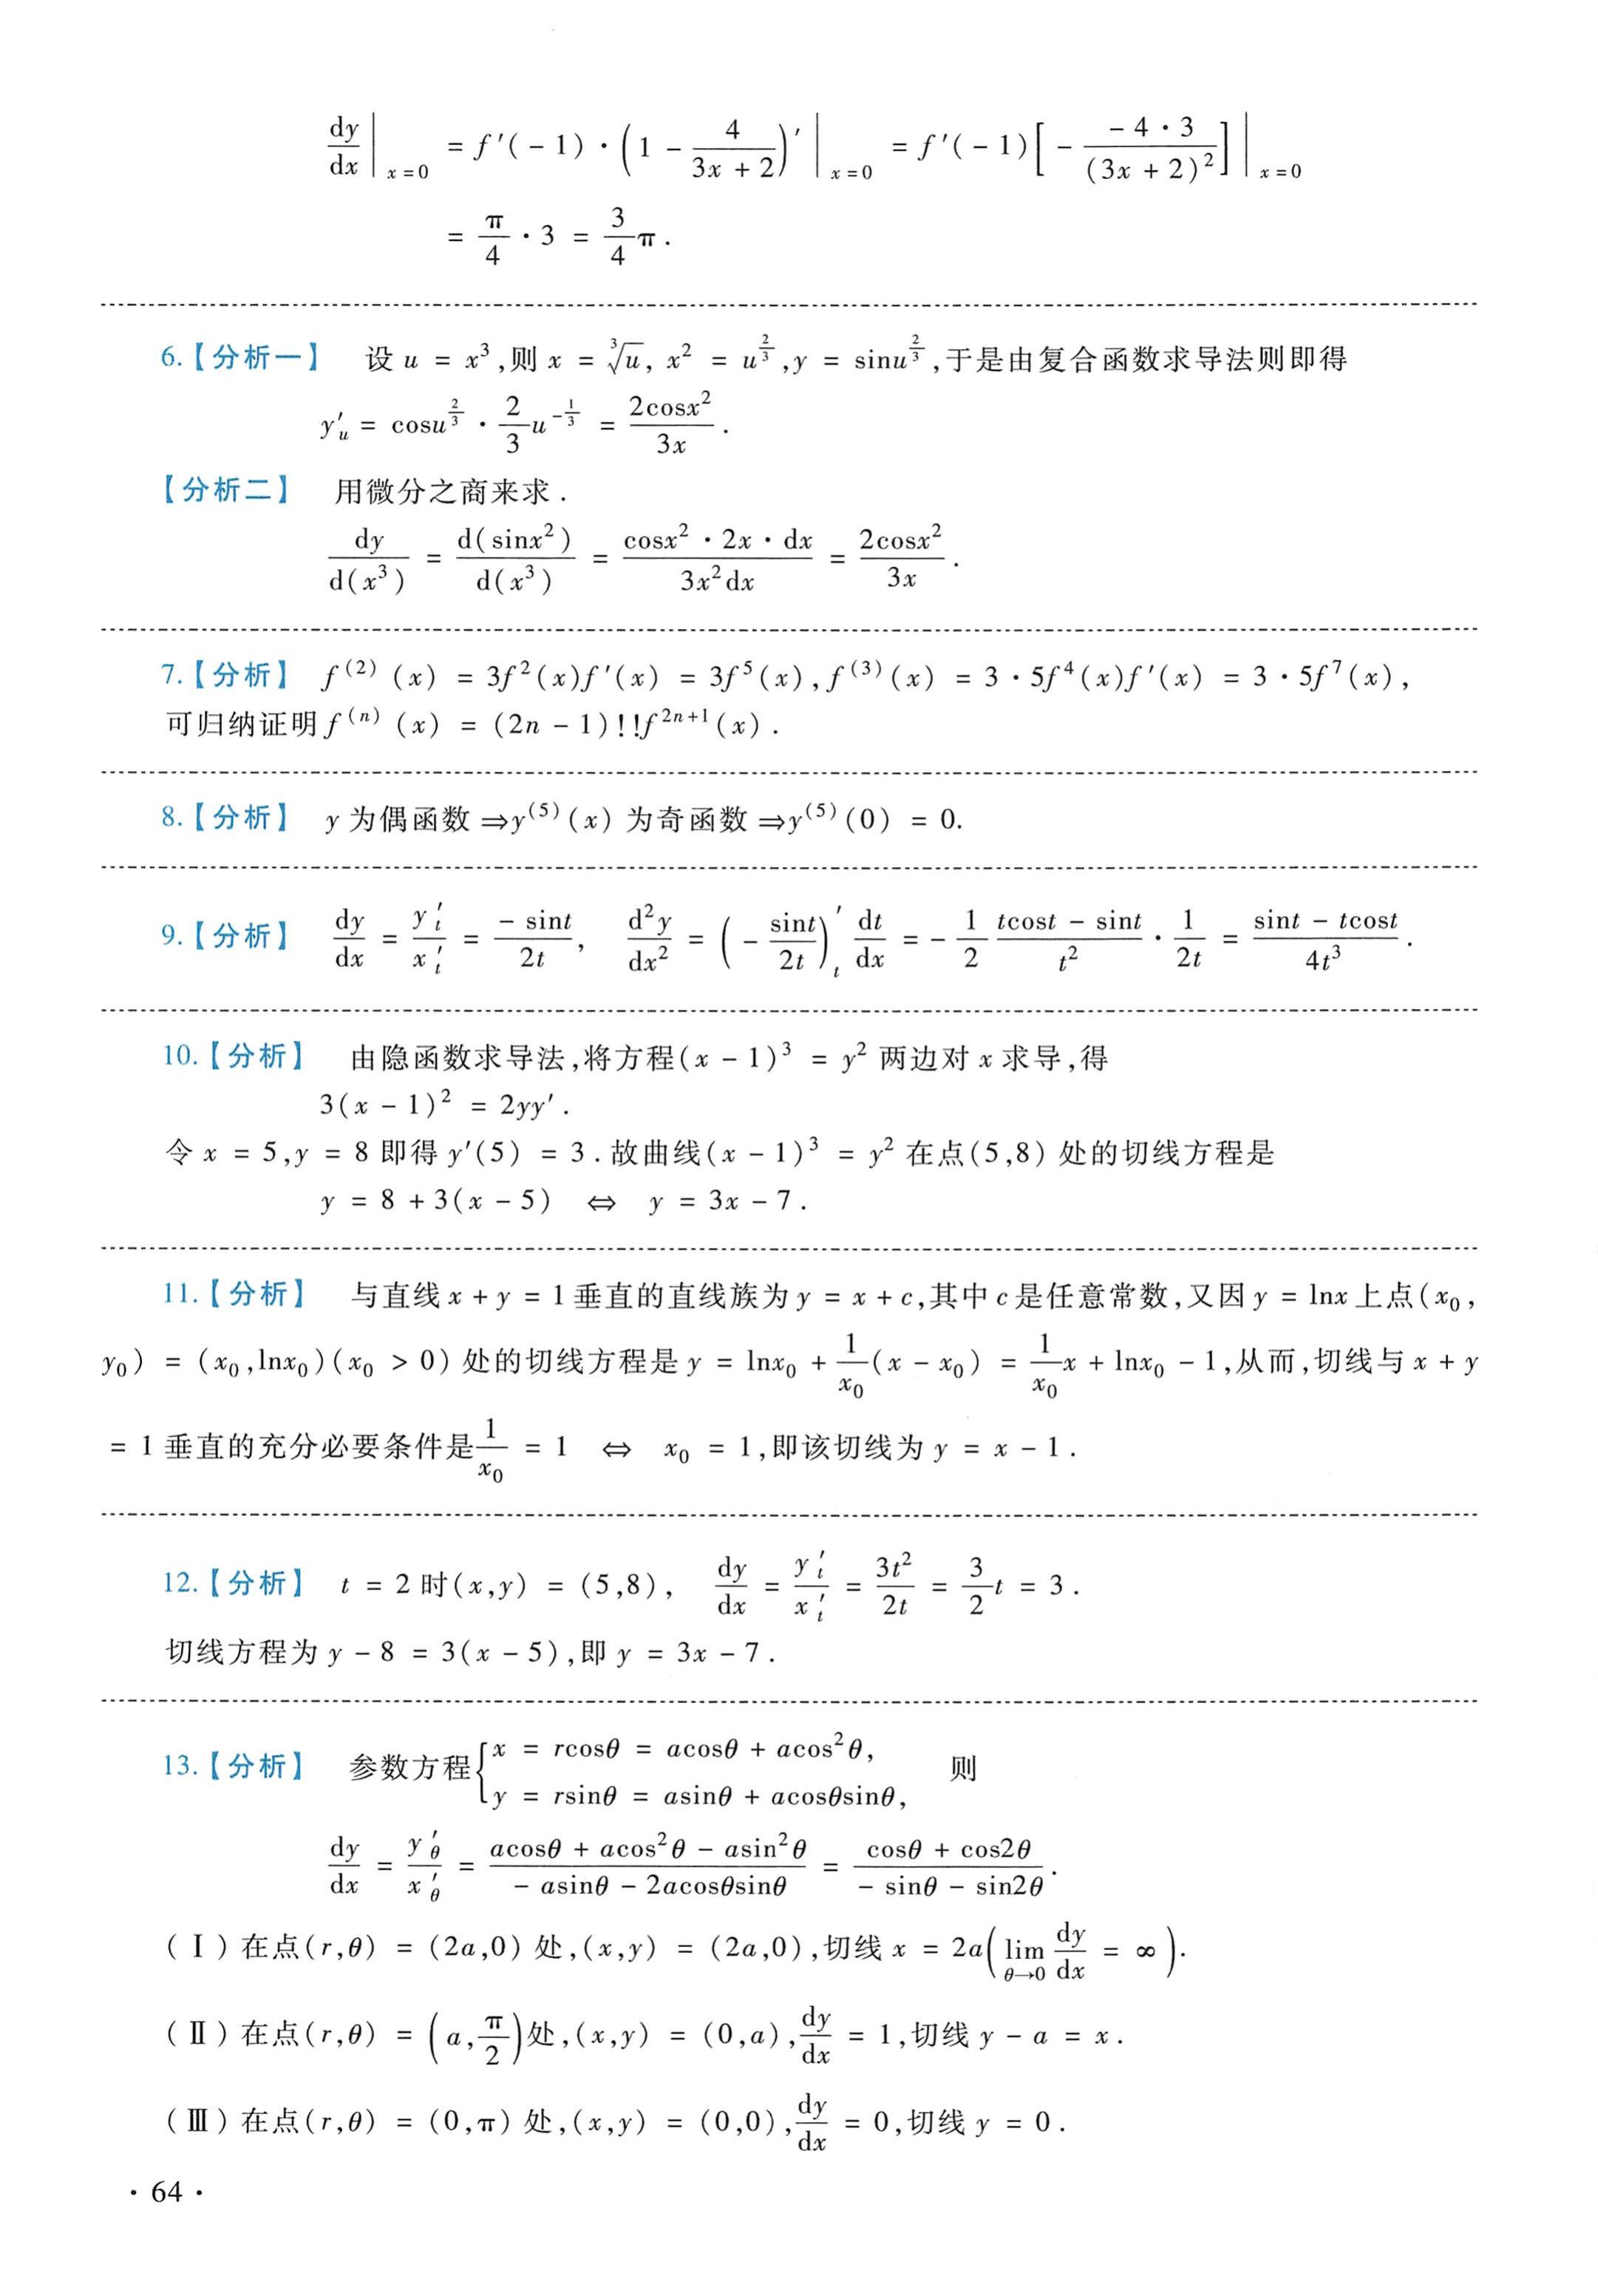 $\left.\frac{dy}{dx}\right|_{x=0} = f'(-1)\cdot\left.\left(1-\frac{4}{3x+2}\right)'\right|_{x=0} = f'(-1)\left.\left[-\frac{-4\cdot 3}{(3x+2)^2}\right]\right|_{x=0}$
$= \frac{\pi}{4}\cdot 3 = \frac{3}{4}\pi.$
6.【分析一】 设 $u = x^3$,则 $x = \sqrt[3]{u}, x^2 = u^{\frac{2}{3}}, y = \sin u^{\frac{2}{3}}$,于是由复合函数求导法则即得
$y'_u = \cos u^{\frac{2}{3}}\cdot\frac{2}{3}u^{-\frac{1}{3}} = \frac{2\cos x^2}{3x}.$
【分析二】 用微分之商来求.
$\frac{dy}{d(x^3)} = \frac{d(\sin x^2)}{d(x^3)} = \frac{\cos x^2\cdot 2x\cdot dx}{3x^2dx} = \frac{2\cos x^2}{3x}.$
7.【分析】 $f^{(2)}(x) = 3f^2(x)f'(x) = 3f^5(x), f^{(3)}(x) = 3\cdot 5f^4(x)f'(x) = 3\cdot 5f^7(x),$
可归纳证明 $f^{(n)}(x) = (2n-1)!!f^{2n+1}(x).$
8.【分析】 y 为偶函数 ⇒ $y^{(5)}(x)$ 为奇函数 ⇒ $y^{(5)}(0) = 0.$
9.【分析】 $\frac{dy}{dx} = \frac{y'_t}{x'_t} = \frac{-\sin t}{2t}, \frac{d^2y}{dx^2} = \left(-\frac{\sin t}{2t}\right)'_t\frac{dt}{dx} = -\frac{1}{2}\frac{t\cos t-\sin t}{t^2}\cdot\frac{1}{2t} = \frac{\sin t-t\cos t}{4t^3}.$
10.【分析】 由隐函数求导法,将方程$(x-1)^3 = y^2$ 两边对 x 求导,得
$3(x-1)^2 = 2yy'.$
令 x = 5,y = 8 即得 y′(5) = 3.故曲线$(x-1)^3 = y^2$ 在点(5,8) 处的切线方程是
y = 8 + 3(x - 5) ⇔ y = 3x - 7.
11.【分析】 与直线 x + y = 1 垂直的直线族为 y = x + c,其中 c 是任意常数,又因 y = lnx 上点($x_0$,
$y_0) = (x_0,\ln x_0)(x_0 > 0)$ 处的切线方程是 $y = \ln x_0+\frac{1}{x_0}(x-x_0) = \frac{1}{x_0}x+\ln x_0-1$,从而,切线与 x + y
= 1 垂直的充分必要条件是 $\frac{1}{x_0} = 1$ ⇔ $x_0 = 1$,即该切线为 y = x - 1.
12.【分析】 t = 2 时(x,y) = (5,8), $\frac{dy}{dx} = \frac{y'_t}{x'_t} = \frac{3t^2}{2t} = \frac{3}{2}t = 3.$
切线方程为 y - 8 = 3(x - 5),即 y = 3x - 7.
13.【分析】 参数方程 $\begin{cases}x = r\cos\theta = a\cos\theta+a\cos^2\theta,\\ y = r\sin\theta = a\sin\theta+a\cos\theta\sin\theta,\end{cases}$ 则
$\frac{dy}{dx} = \frac{y'_\theta}{x'_\theta} = \frac{a\cos\theta+a\cos^2\theta-a\sin^2\theta}{-a\sin\theta-2a\cos\theta\sin\theta} = \frac{\cos\theta+\cos2\theta}{-\sin\theta-\sin2\theta}.$
(Ⅰ) 在点(r,θ) = (2a,0) 处,(x,y) = (2a,0),切线 $x = 2a\left(\lim_{\theta\to 0}\frac{dy}{dx} = \infty\right).$
(Ⅱ) 在点(r,θ) = $\left(a,\frac{\pi}{2}\right)$处,(x,y) = (0,a),$\frac{dy}{dx} = 1$,切线 y - a = x.
(Ⅲ) 在点(r,θ) = (0,π) 处,(x,y) = (0,0),$\frac{dy}{dx} = 0$,切线 y = 0.
· 64 ·